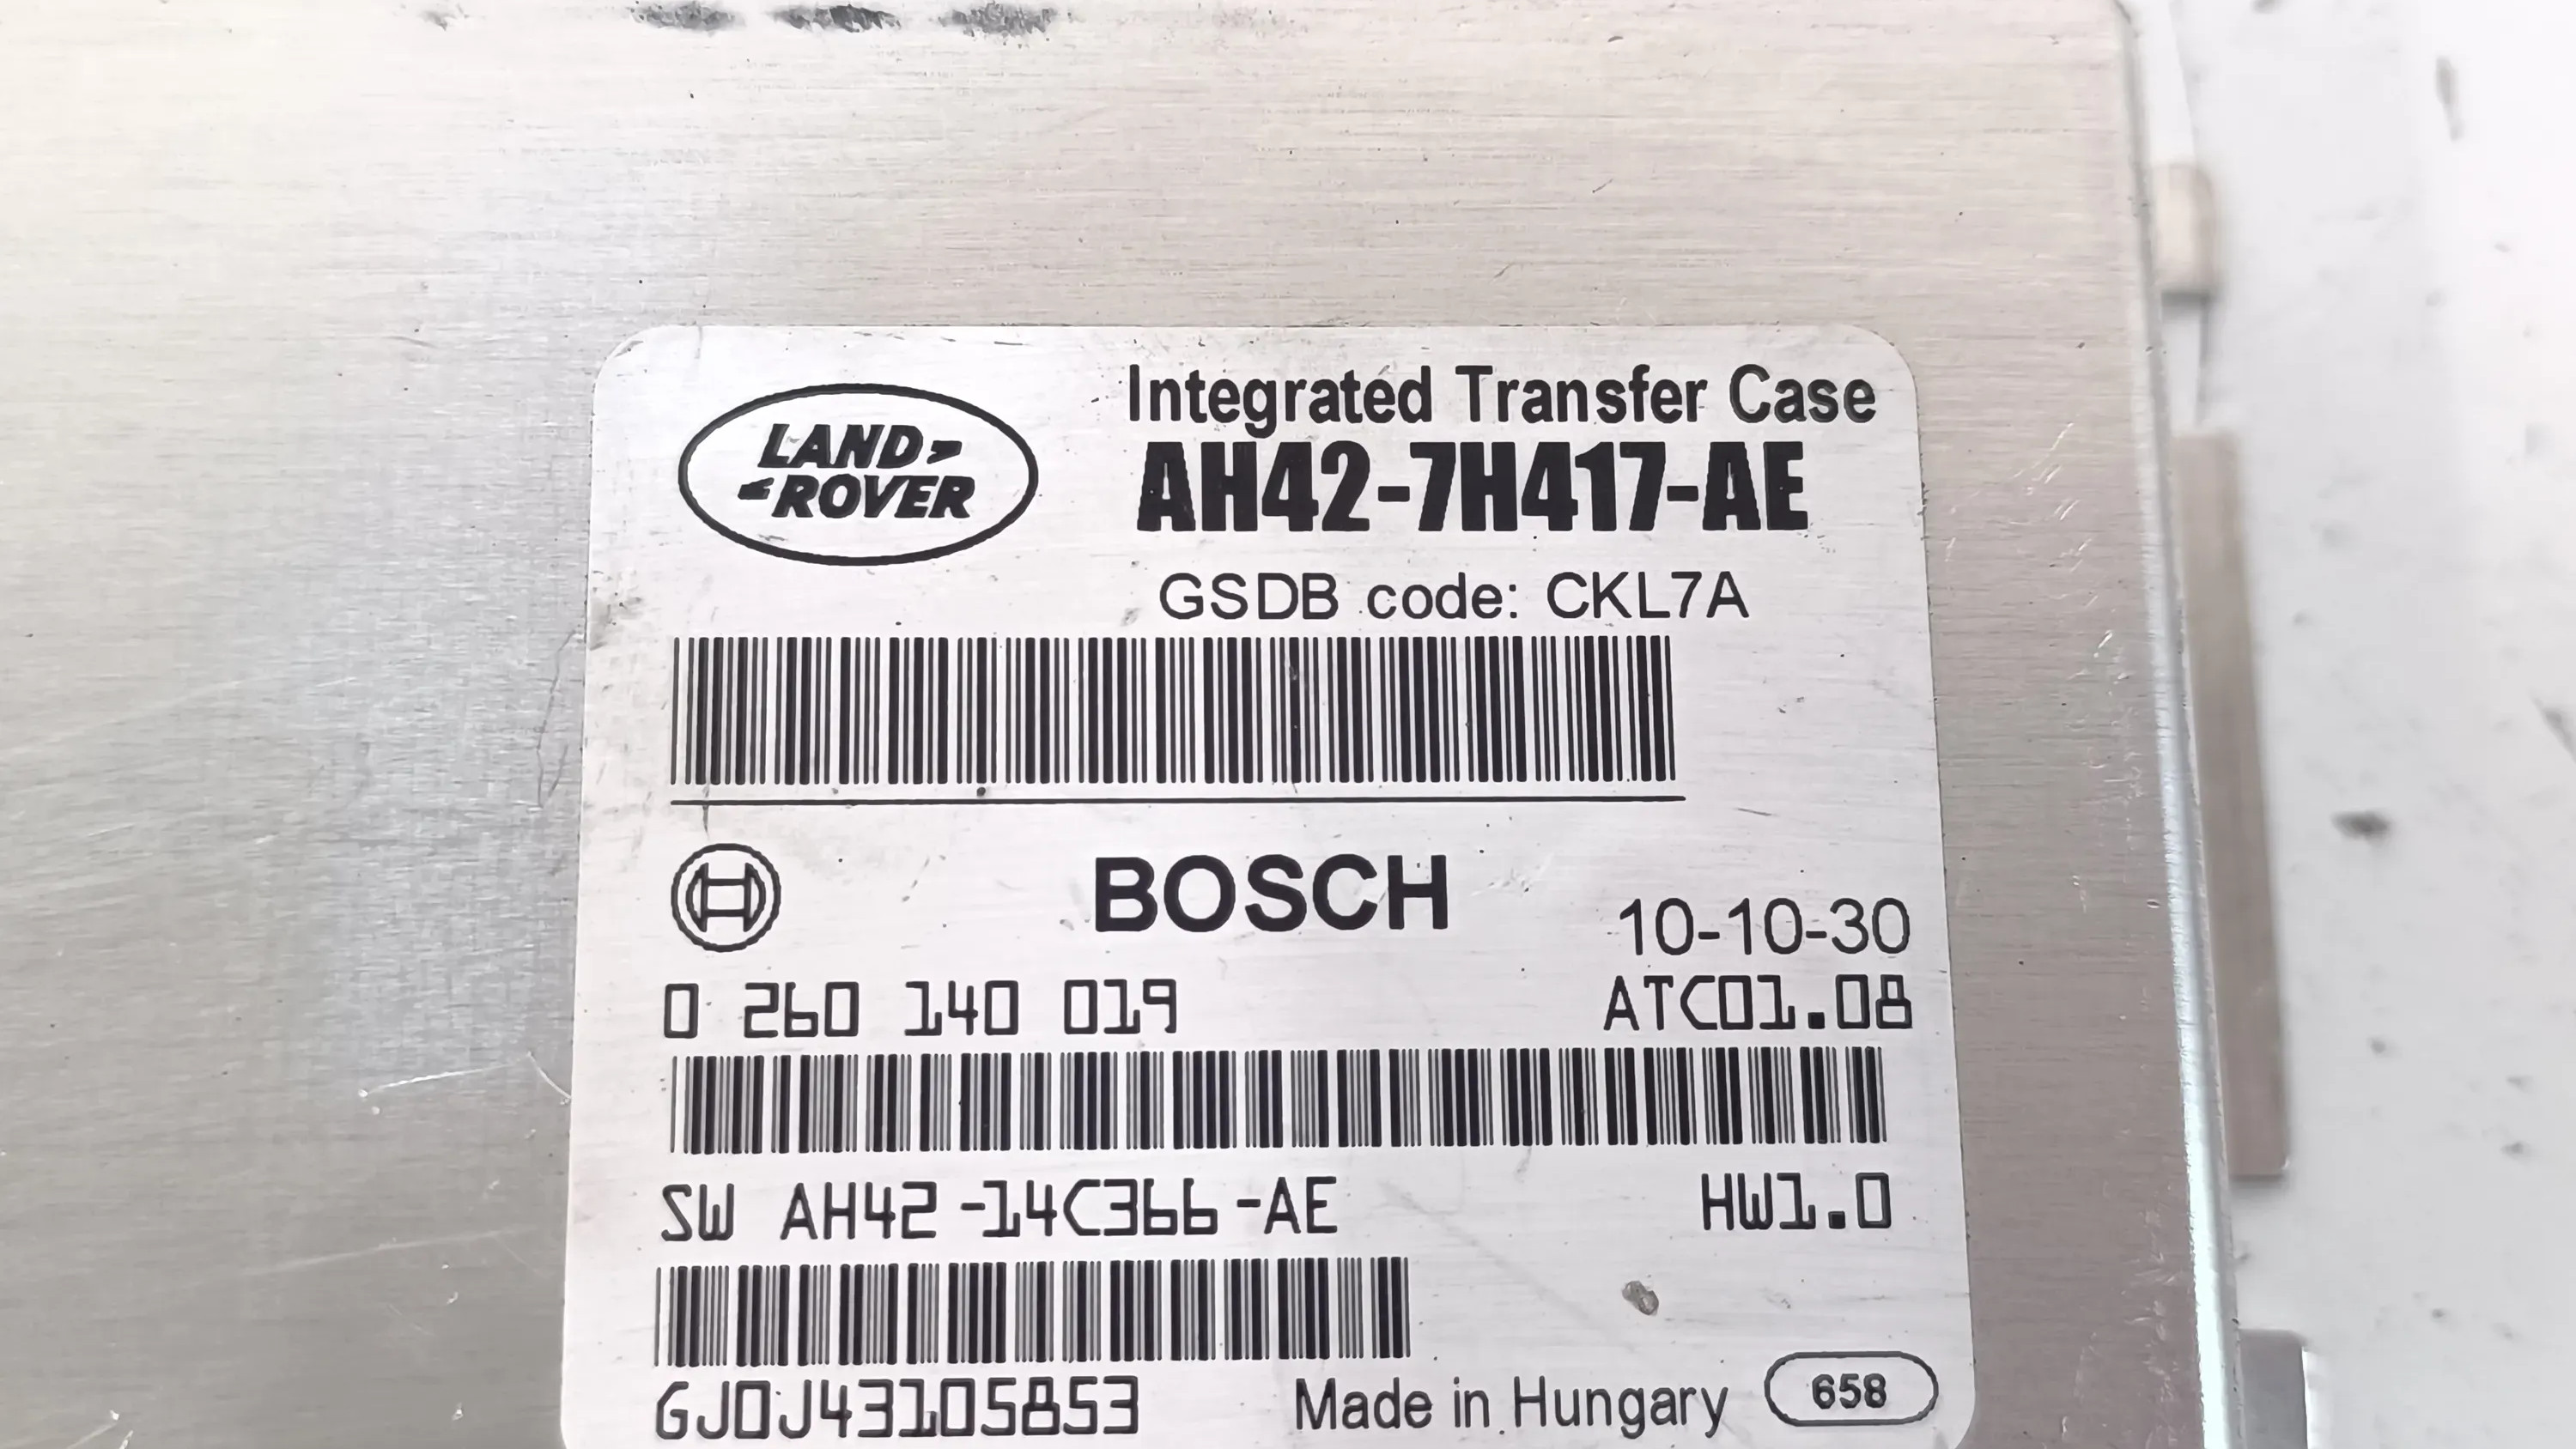 LAND
ROVER
Integrated Transfer Case
AH42-7H417-AE
GSDB code: CKL7A
BOSCH
10-10-30
0 260 140 019
ATC01.08
SW AH42-14C366-AE
HW1.0
GJ0J43105853
Made in Hungary
658